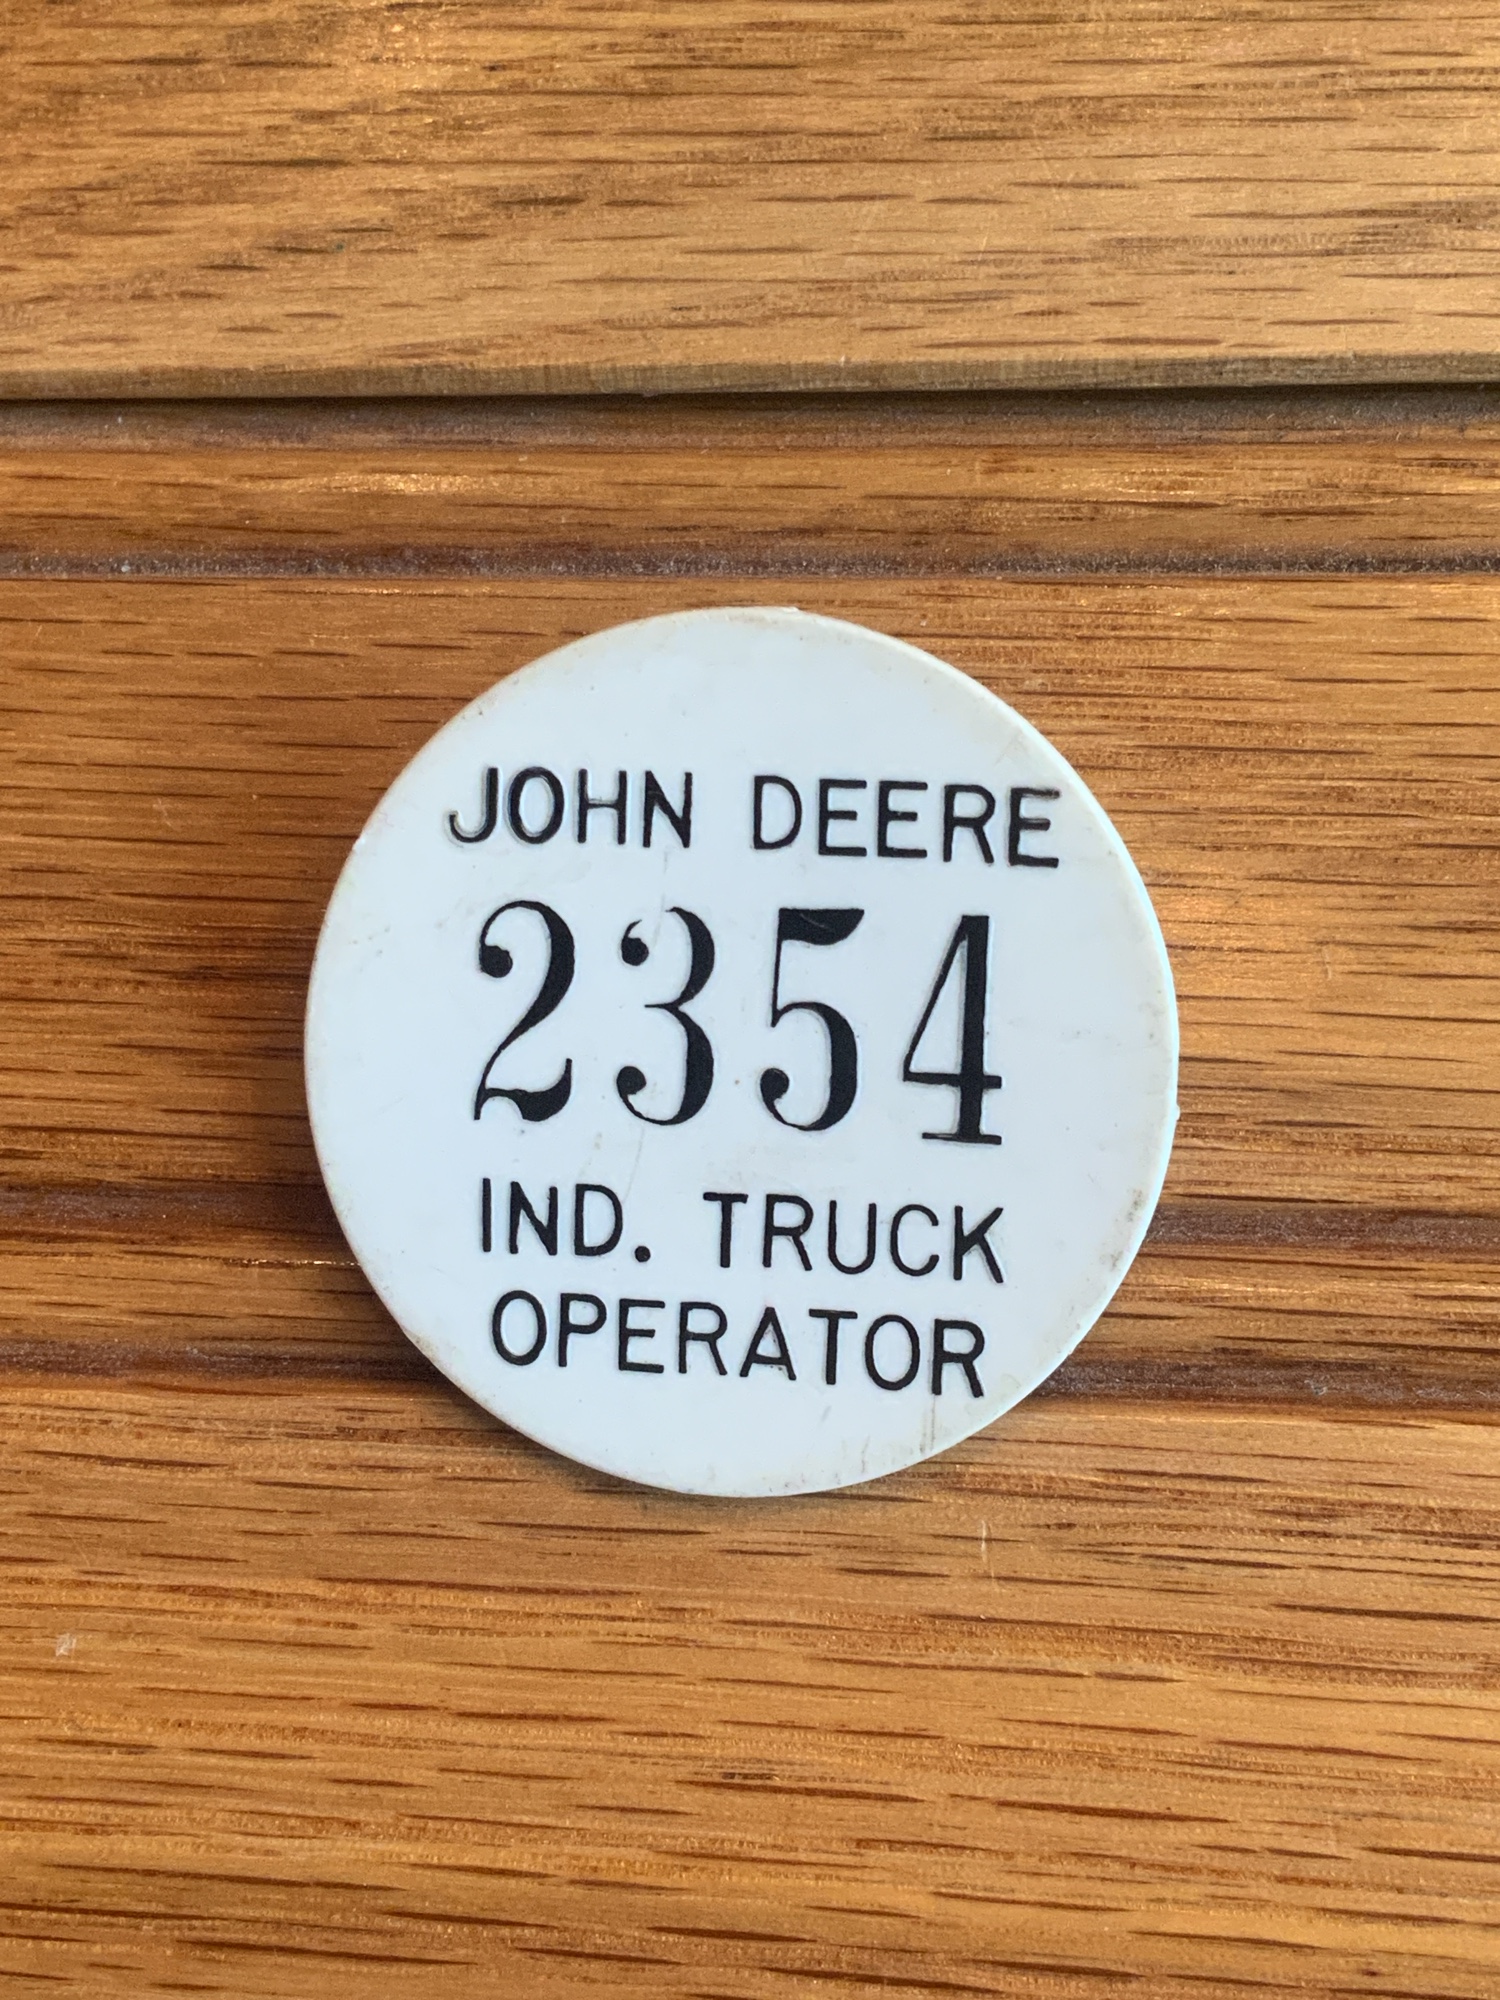 JOHN DEERE
2354
IND. TRUCK
OPERATOR